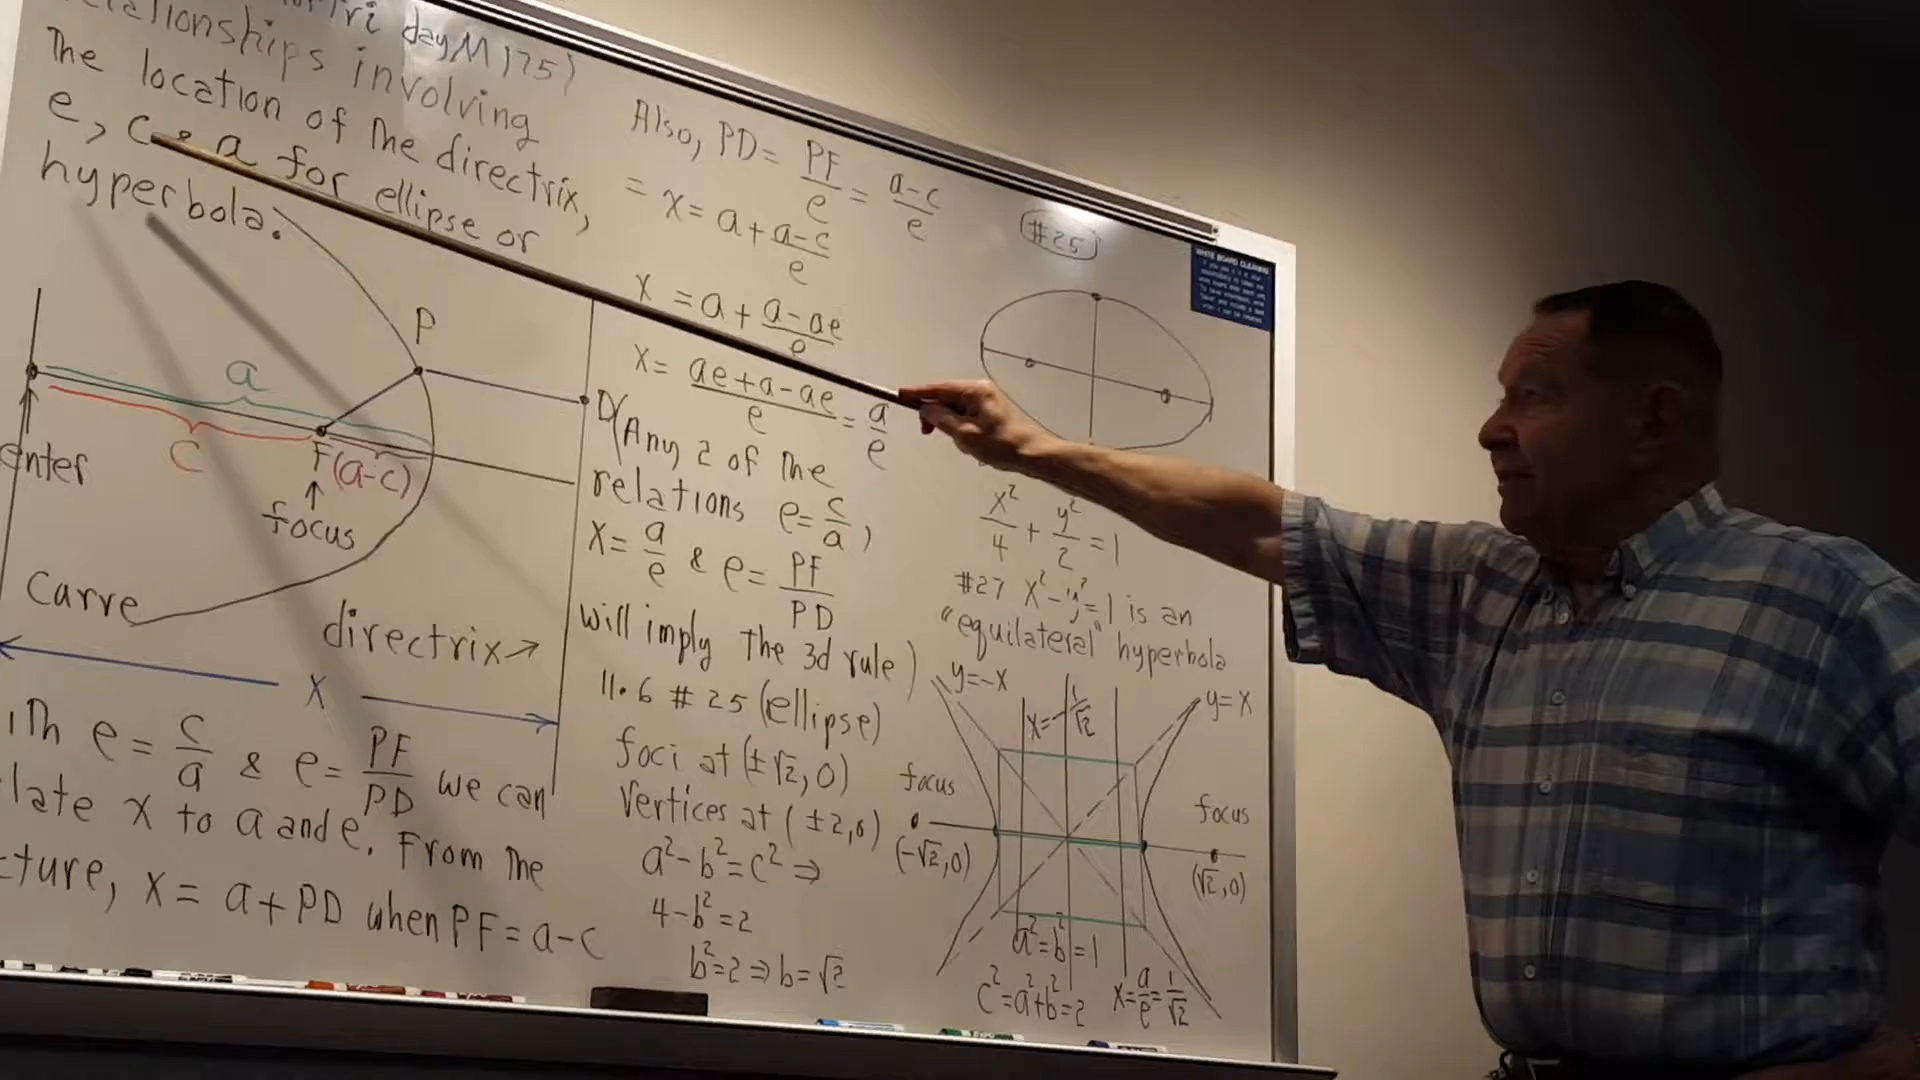 day M 175)
relationships involving
The location of the directrix,
e, c & a for ellipse or
hyperbola.
P
a
c
F (a-c)
enter
↑
focus
D
Carve
directrix →
X
ith e = c/a & e = PF/PD we can
late x to a and e. From the
cture, x = a + PD when PF = a-c
Also, PD = PF/e = a-c/e
= x = a + a-c/e
x = a + a-ae/e
x = ae+a-ae/e = a/e
(Any 2 of the
relations e = c/a,
x = a/e & e = PF/PD
will imply the 3d rule)
11.6 #25 (ellipse)
foci at (±√2, 0)
Vertices at (±2, 0)
a²-b²=c² ⇒
4-b²=2
b²=2 ⇒ b=√2
#25
WHITE BOARD CLEANING
x²/4 + y²/2 = 1
#27 x²-y²=1 is an
"equilateral" hyperbola
y=-x
x=-1/√2
y=x
focus
focus
(-√2,0)
(√2,0)
a²=b²=1
c²=a²+b²=2
x=a/e=1/√2